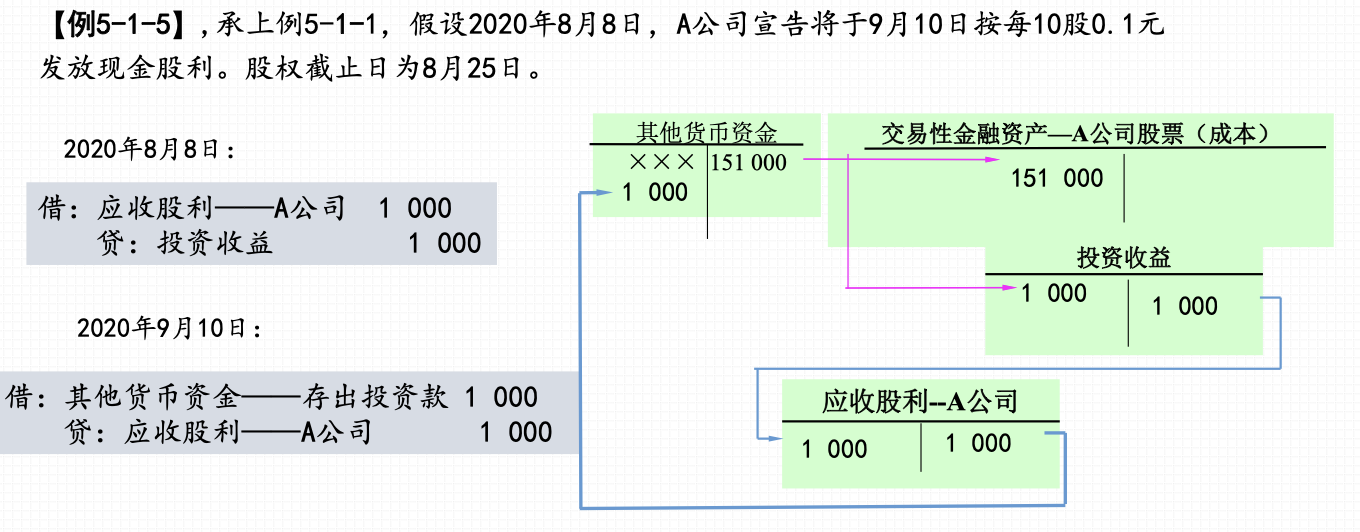 【例5-1-5】,承上例5-1-1，假设2020年8月8日，A公司宣告将于9月10日按每10股0.1元
发放现金股利。股权截止日为8月25日。
2020年8月8日：
借：应收股利——A公司 1 000
贷：投资收益 1 000
2020年9月10日：
借：其他货币资金——存出投资款 1 000
贷：应收股利——A公司 1 000
其他货币资金
××× 151 000
1 000
交易性金融资产—A公司股票（成本）
151 000
投资收益
1 000 1 000
应收股利--A公司
1 000 1 000